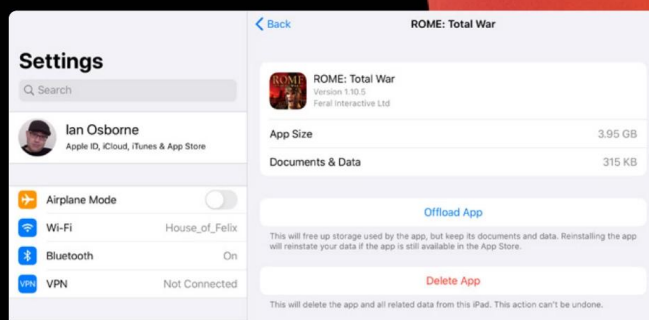 Settings
Search
Ian Osborne
Apple ID, iCloud, iTunes & App Store
Airplane Mode
Wi-Fi House_of_Felix
Bluetooth On
VPN VPN Not Connected
Back ROME: Total War
ROME
ROME: Total War
Version 1.10.5
Feral Interactive Ltd
App Size 3.95 GB
Documents & Data 315 KB
Offload App
This will free up storage used by the app, but keep its documents and data. Reinstalling the app
will reinstate your data if the app is still available in the App Store.
Delete App
This will delete the app and all related data from this iPad. This action can't be undone.